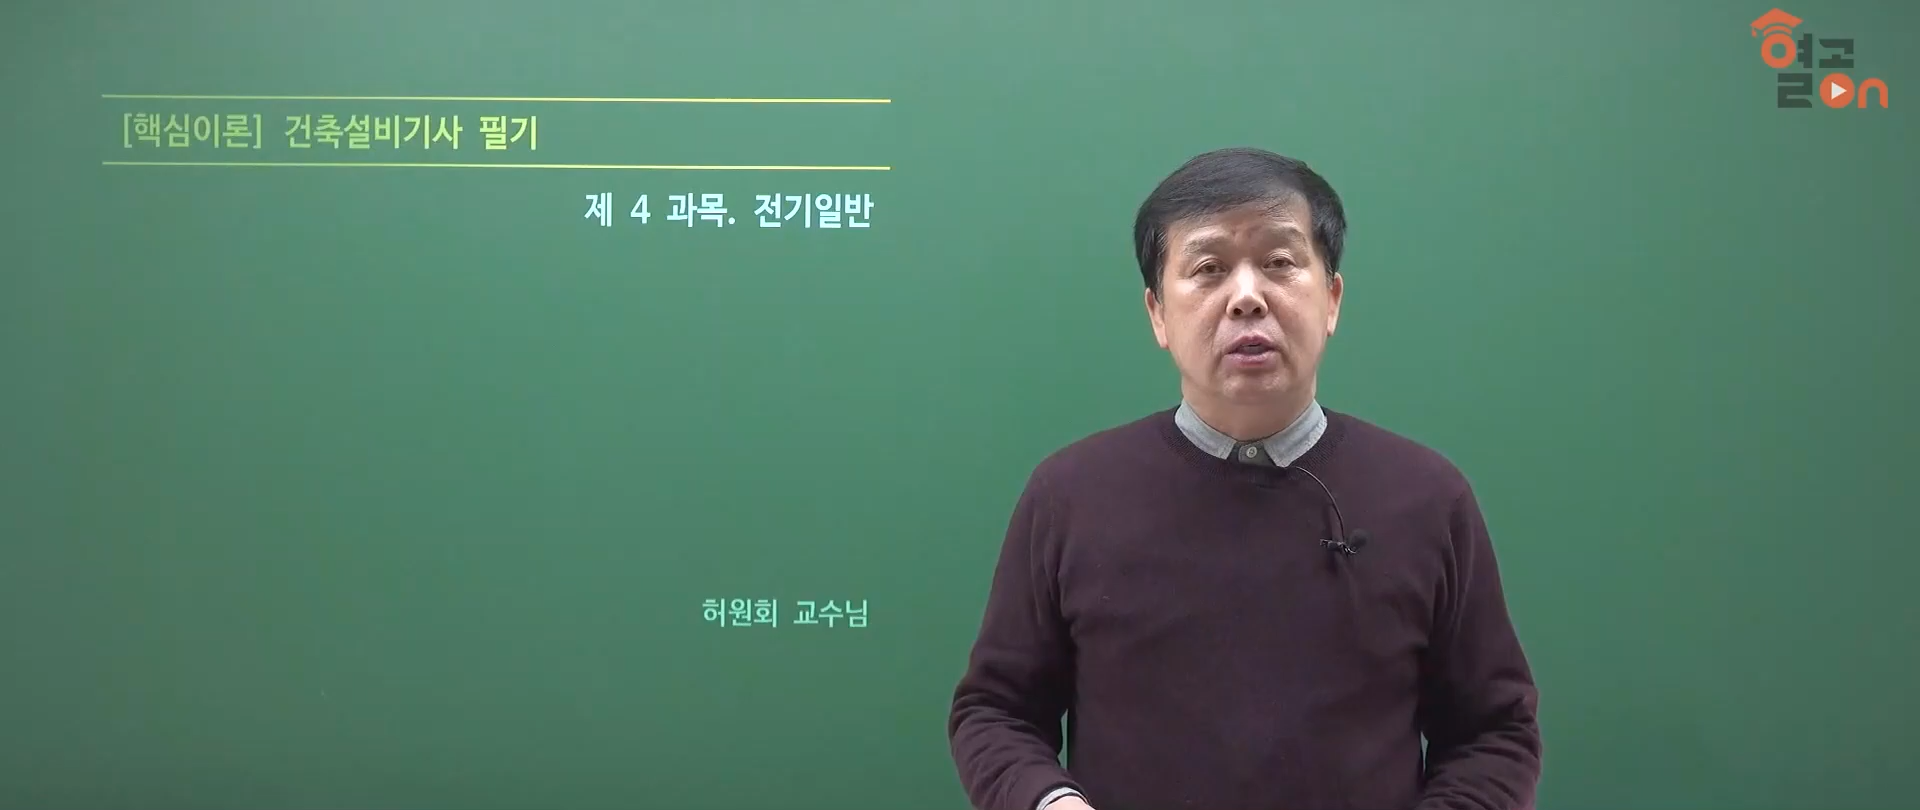 [핵심이론] 건축설비기사 필기
제 4 과목. 전기일반
허원회 교수님
열공
on